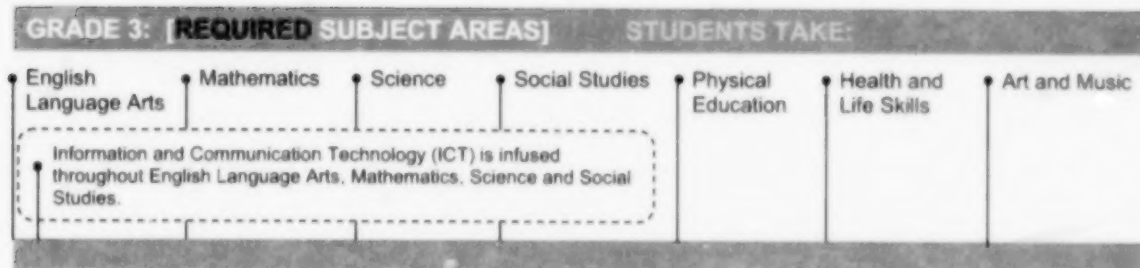 GRADE 3: [REQUIRED SUBJECT AREAS] STUDENTS TAKE:
English
Language Arts
Mathematics
Science
Social Studies
Physical
Education
Health and
Life Skills
Art and Music
Information and Communication Technology (ICT) is infused
throughout English Language Arts, Mathematics, Science and Social
Studies.